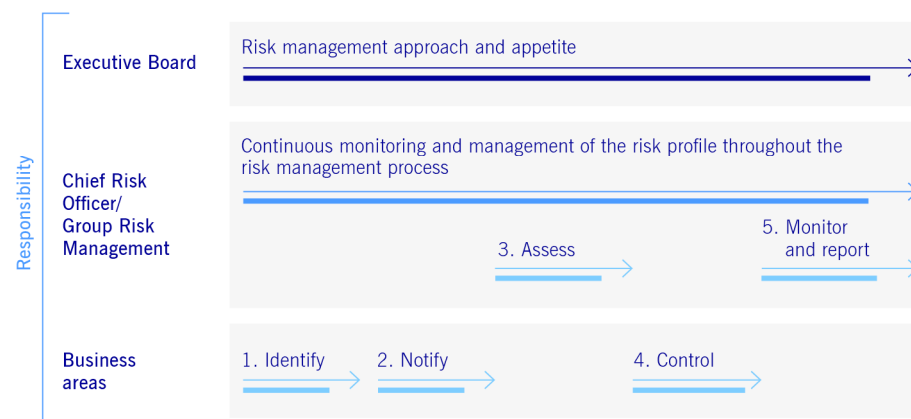 Responsibility
Executive Board
Risk management approach and appetite
Chief Risk
Officer/
Group Risk
Management
Continuous monitoring and management of the risk profile throughout the
risk management process
3. Assess
5. Monitor
and report
Business
areas
1. Identify
2. Notify
4. Control